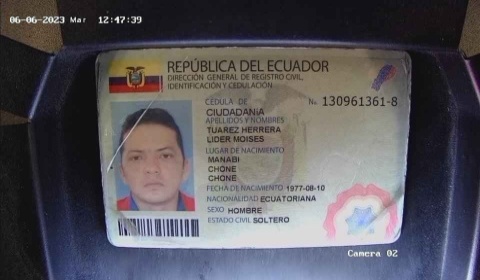 06-06-2023 Mar 12:47:39
REPÚBLICA DEL ECUADOR
DIRECCIÓN GENERAL DE REGISTRO CIVIL,
IDENTIFICACIÓN Y CEDULACIÓN
CÉDULA DE
CIUDADANÍA
No. 130961361-8
APELLIDOS Y NOMBRES
TUAREZ HERRERA
LIDER MOISES
LUGAR DE NACIMIENTO
MANABI
CHONE
CHONE
FECHA DE NACIMIENTO 1977-08-10
NACIONALIDAD ECUATORIANA
SEXO HOMBRE
ESTADO CIVIL SOLTERO
Camera 02